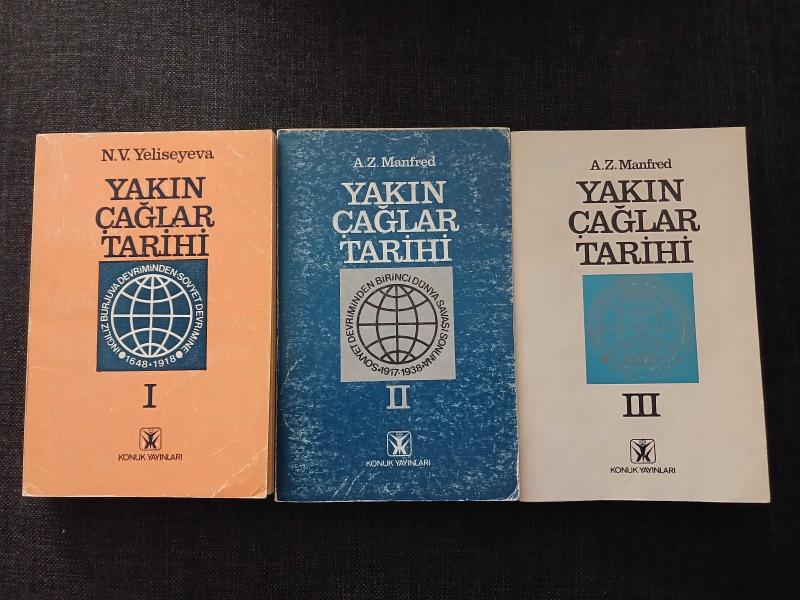 N.V. Yeliseyeva
YAKIN
ÇAĞLAR
TARİHİ
İNGİLİZ BURJUVA DEVRİMİNDEN-SOVYET DEVRİMİNE
•1648-1918•
I
KONUK YAYINLARI
A.Z. Manfred
YAKIN
ÇAĞLAR
TARİHİ
SOVYET DEVRİMİNDEN BİRİNCİ DÜNYA SAVAŞI SONUNA
•1917-1938•
II
KONUK YAYINLARI
A.Z. Manfred
YAKIN
ÇAĞLAR
TARİHİ
III
KONUK YAYINLARI